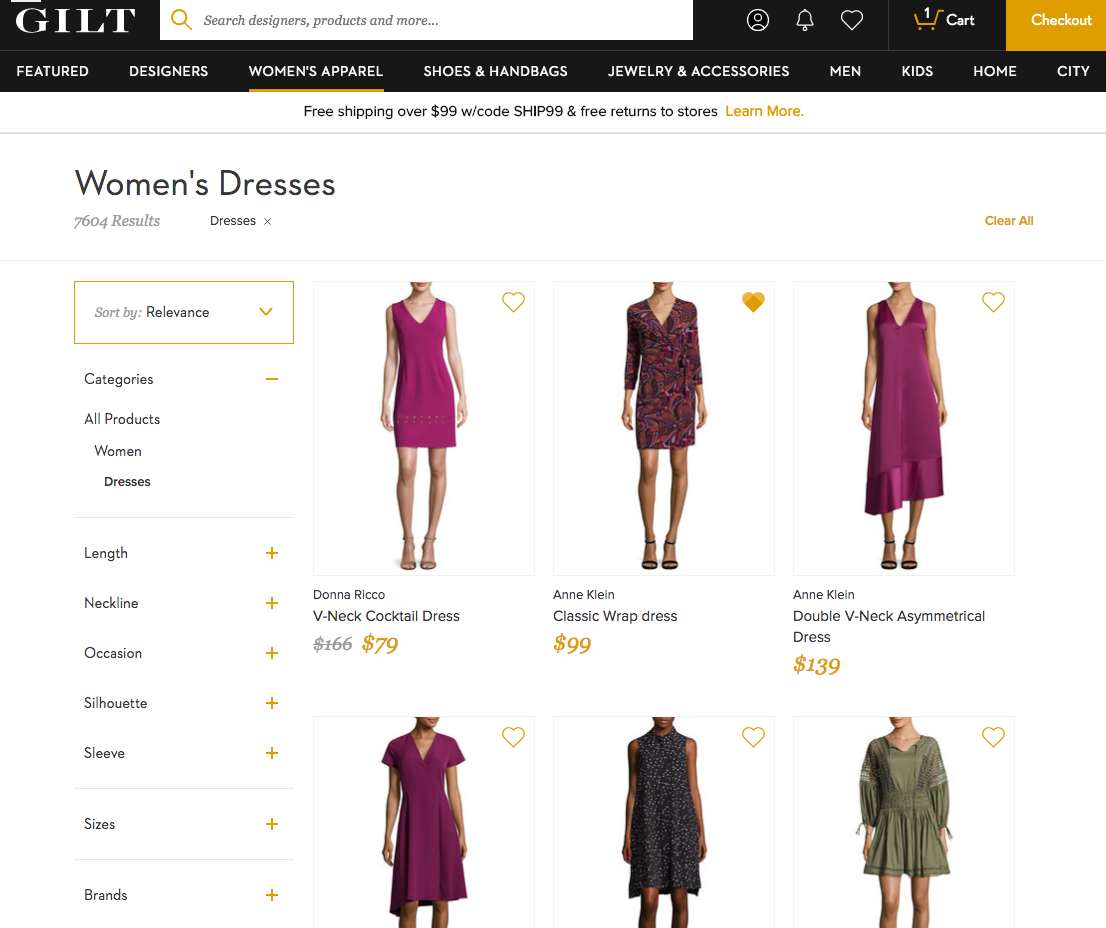 GILT
Search designers, products and more...
1
Cart
Checkout
FEATURED DESIGNERS WOMEN'S APPAREL SHOES & HANDBAGS JEWELRY & ACCESSORIES MEN KIDS HOME CITY
Free shipping over $99 w/code SHIP99 & free returns to stores Learn More.
Women's Dresses
7604 Results Dresses × Clear All
Sort by: Relevance
Categories
All Products
Women
Dresses
Length
Neckline
Occasion
Silhouette
Sleeve
Sizes
Brands
Donna Ricco
V-Neck Cocktail Dress
$166 $79
Anne Klein
Classic Wrap dress
$99
Anne Klein
Double V-Neck Asymmetrical
Dress
$139